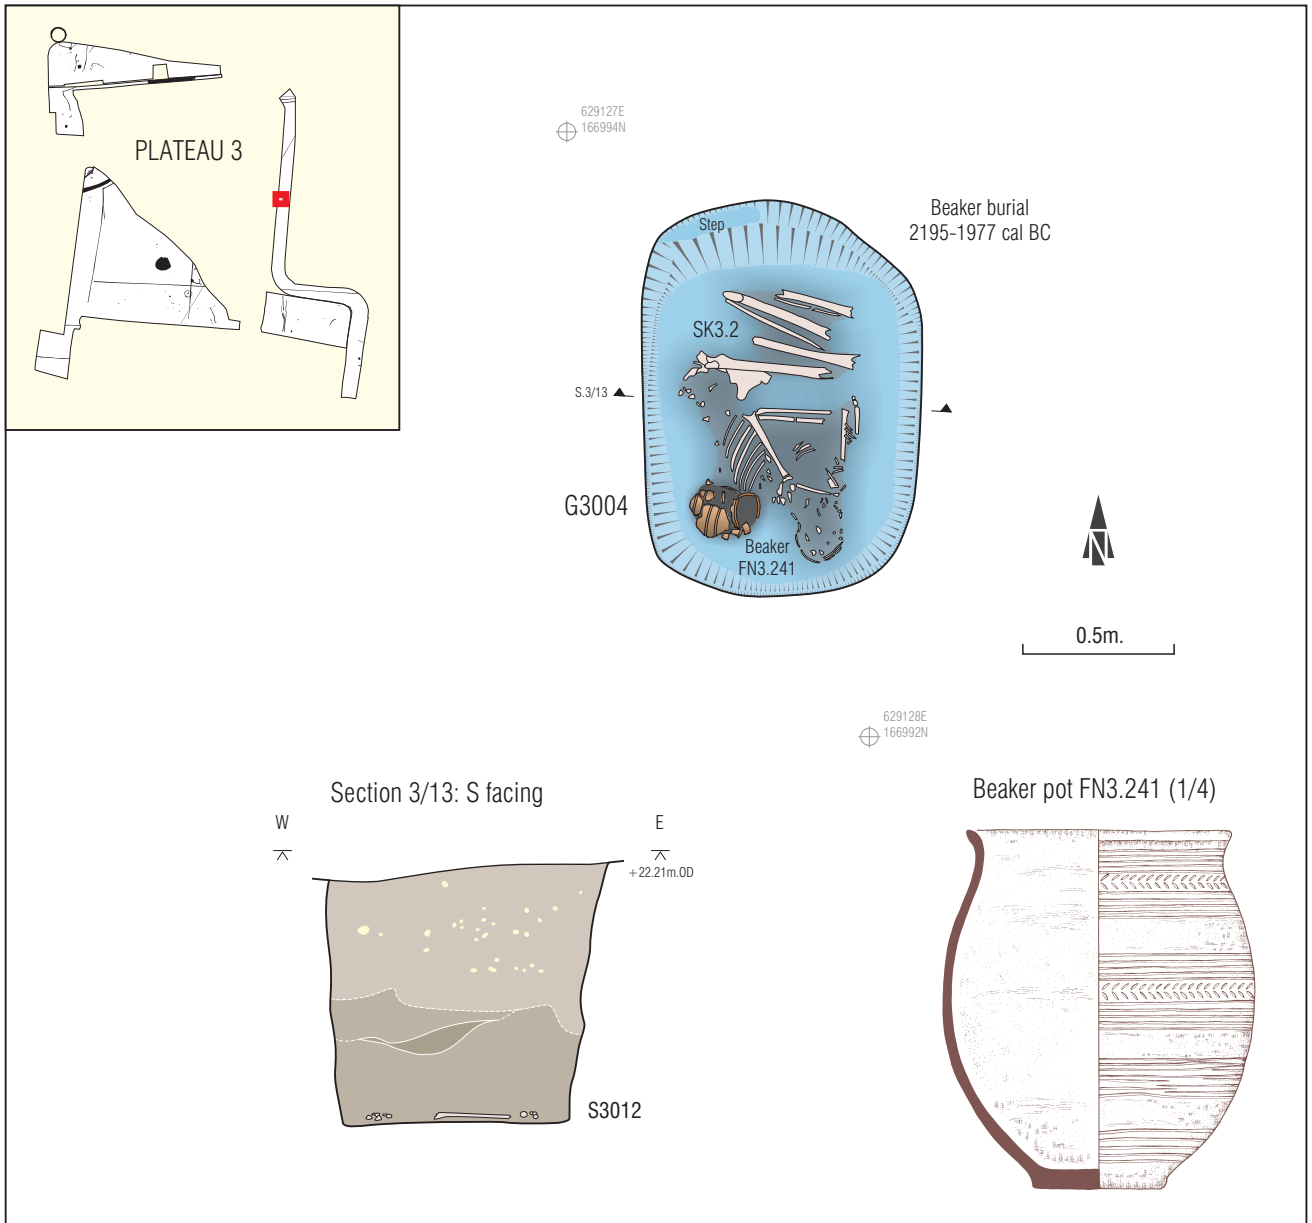 PLATEAU 3
629127E
166994N
Beaker burial
2195-1977 cal BC
Step
SK3.2
S.3/13
G3004
Beaker
FN3.241
N
0.5m.
629128E
166992N
Section 3/13: S facing
W
E
+22.21m.OD
S3012
Beaker pot FN3.241 (1/4)